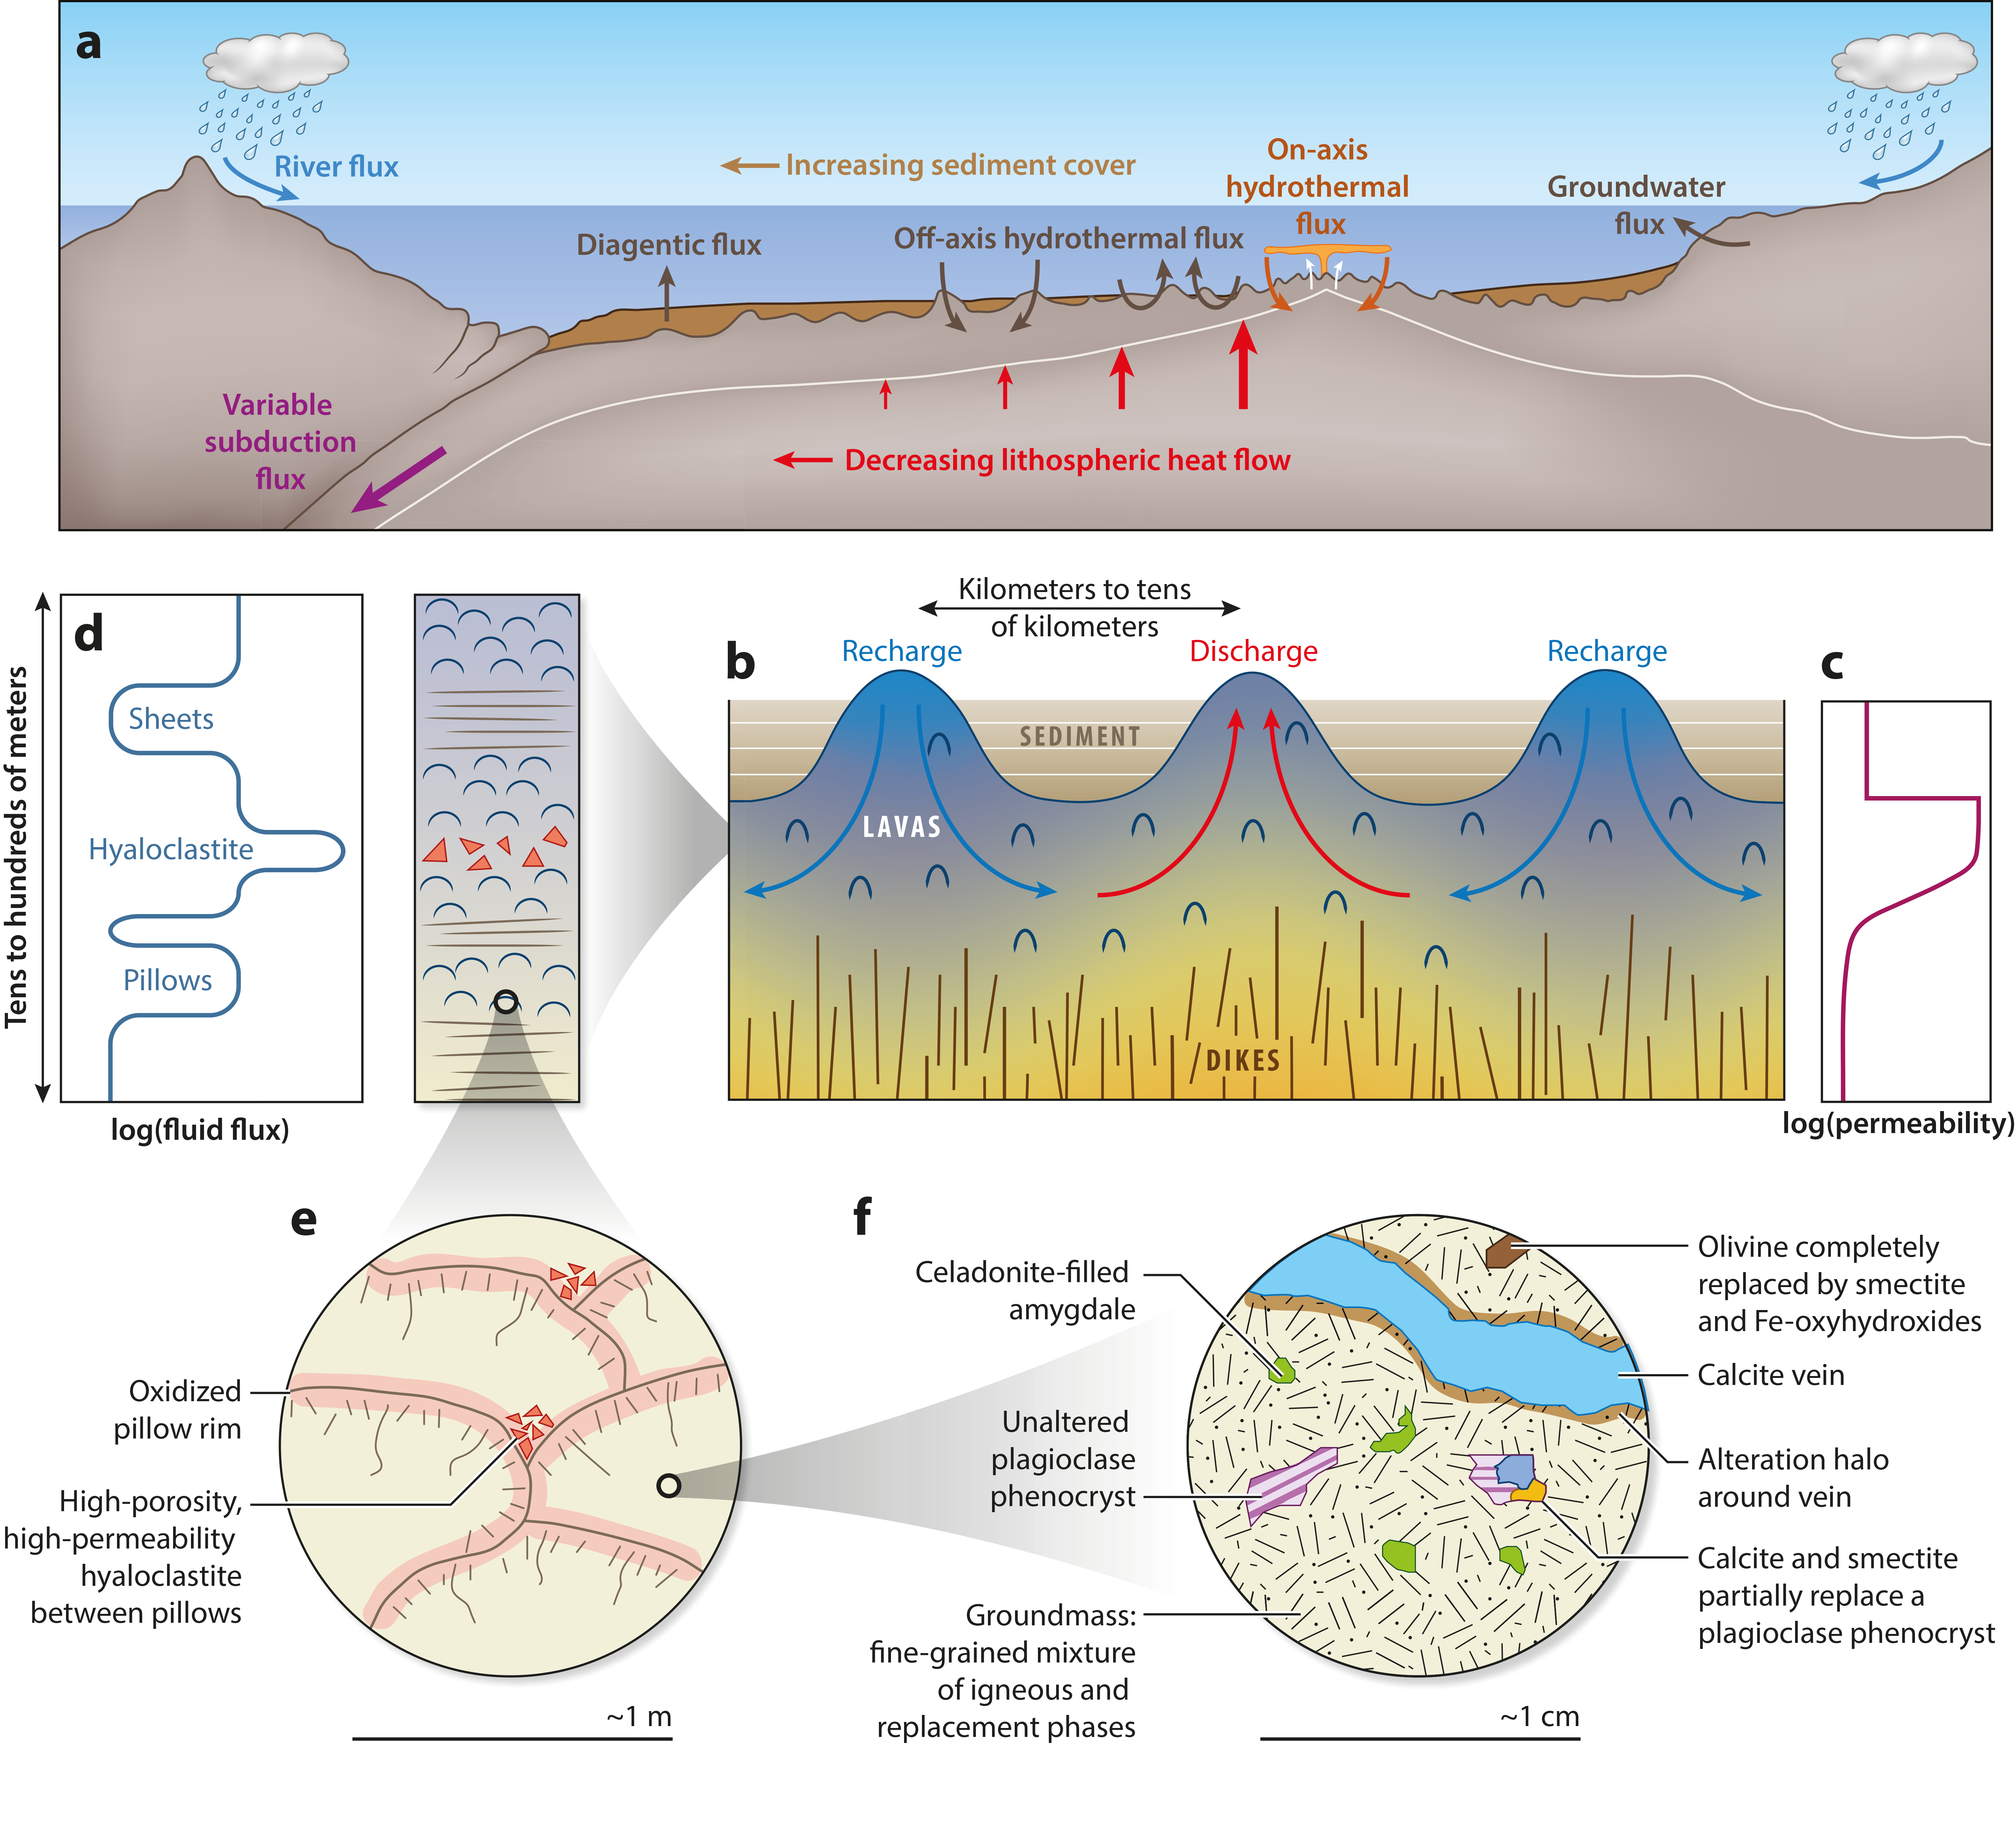 a
River flux
Increasing sediment cover
On-axis
hydrothermal
flux
Groundwater
flux
Diagentic flux
Off-axis hydrothermal flux
Variable
subduction
flux
Decreasing lithospheric heat flow
Tens to hundreds of meters
d
Sheets
Hyaloclastite
Pillows
log(fluid flux)
Kilometers to tens
of kilometers
b
Recharge
Discharge
Recharge
SEDIMENT
LAVAS
DIKES
c
log(permeability)
e
Oxidized
pillow rim
High-porosity,
high-permeability
hyaloclastite
between pillows
~1 m
f
Celadonite-filled
amygdale
Unaltered
plagioclase
phenocryst
Groundmass:
fine-grained mixture
of igneous and
replacement phases
Olivine completely
replaced by smectite
and Fe-oxyhydroxides
Calcite vein
Alteration halo
around vein
Calcite and smectite
partially replace a
plagioclase phenocryst
~1 cm